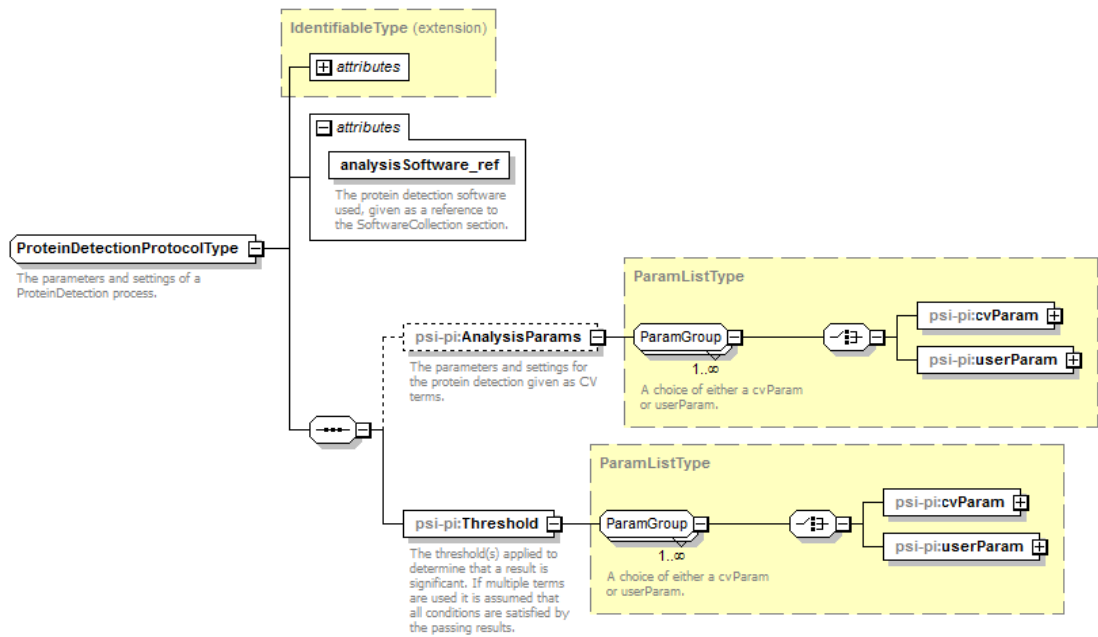 IdentifiableType (extension)
attributes
attributes
analysisSoftware_ref
The protein detection software
used, given as a reference to
the SoftwareCollection section.
ProteinDetectionProtocolType
The parameters and settings of a
ProteinDetection process.
ParamListType
psi-pi:AnalysisParams
The parameters and settings for
the protein detection given as CV
terms.
ParamGroup
1..∞
A choice of either a cvParam
or userParam.
psi-pi:cvParam
psi-pi:userParam
ParamListType
psi-pi:Threshold
The threshold(s) applied to
determine that a result is
significant. If multiple terms
are used it is assumed that
all conditions are satisfied by
the passing results.
ParamGroup
1..∞
A choice of either a cvParam
or userParam.
psi-pi:cvParam
psi-pi:userParam